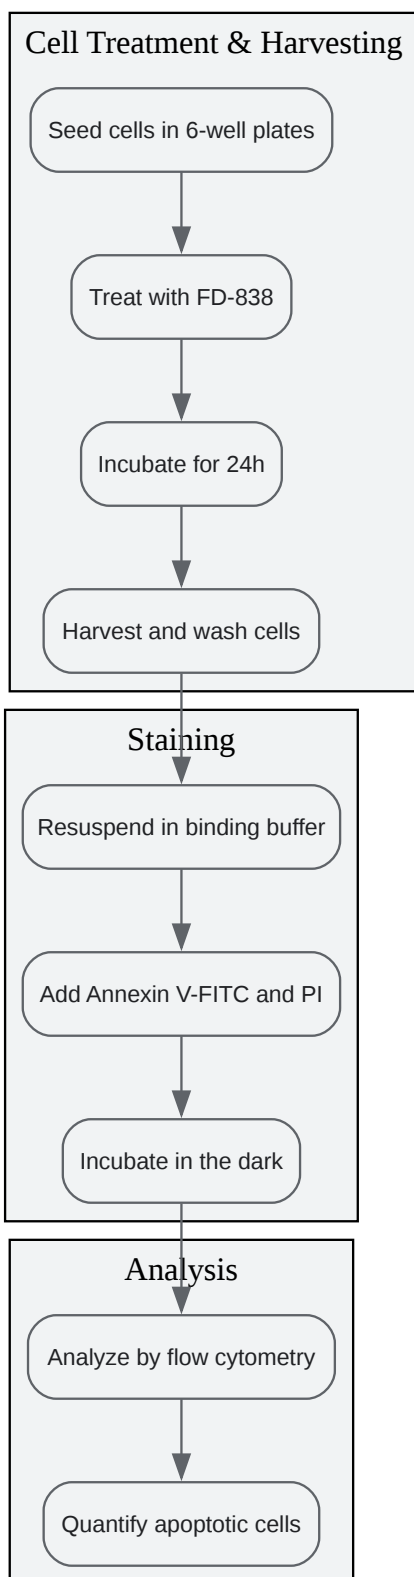 Cell Treatment & Harvesting
Seed cells in 6-well plates
Treat with FD-838
Incubate for 24h
Harvest and wash cells
Staining
Resuspend in binding buffer
Add Annexin V-FITC and PI
Incubate in the dark
Analysis
Analyze by flow cytometry
Quantify apoptotic cells